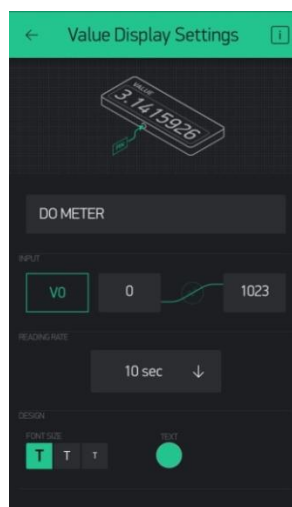 ← Value Display Settings i
VALUE
3.1415926
PIN
DO METER
INPUT
V0 0 1023
READING RATE
10 sec ↓
DESIGN
FONT SIZE TEXT
T T T